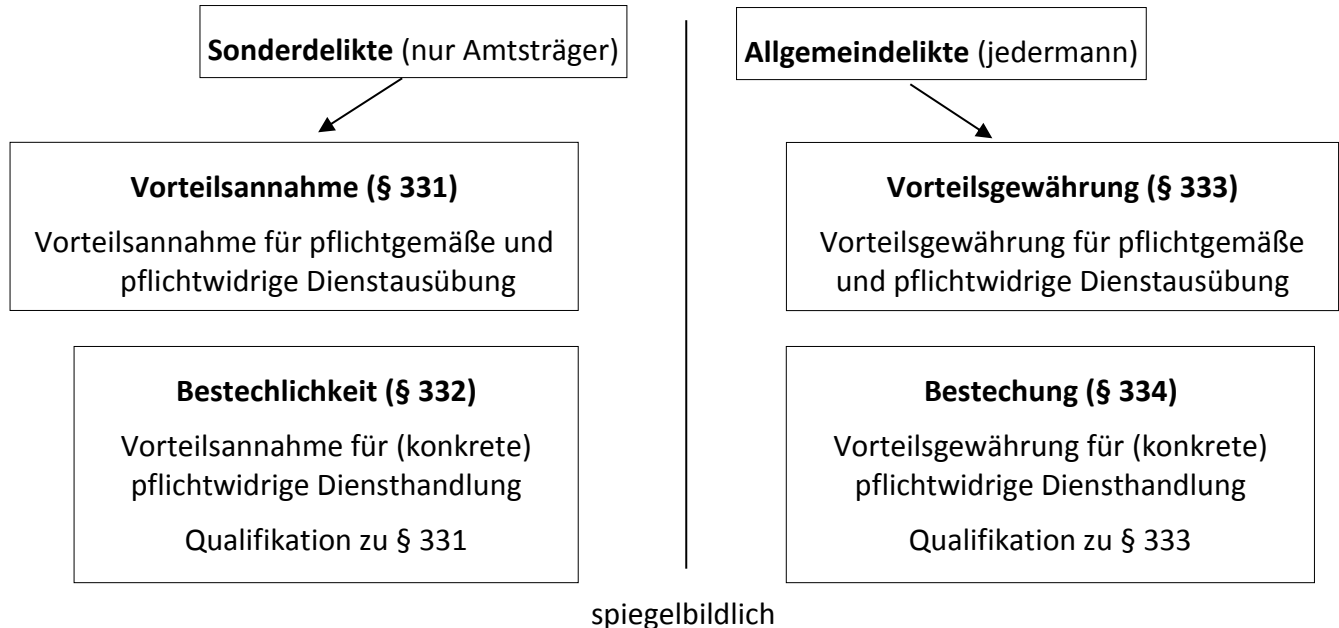 Sonderdelikte (nur Amtsträger)
Vorteilsannahme (§ 331)
Vorteilsannahme für pflichtgemäße und
pflichtwidrige Dienstausübung
Bestechlichkeit (§ 332)
Vorteilsannahme für (konkrete)
pflichtwidrige Diensthandlung
Qualifikation zu § 331
Allgemeindelikte (jedermann)
Vorteilsgewährung (§ 333)
Vorteilsgewährung für pflichtgemäße
und pflichtwidrige Dienstausübung
Bestechung (§ 334)
Vorteilsgewährung für (konkrete)
pflichtwidrige Diensthandlung
Qualifikation zu § 333
spiegelbildlich